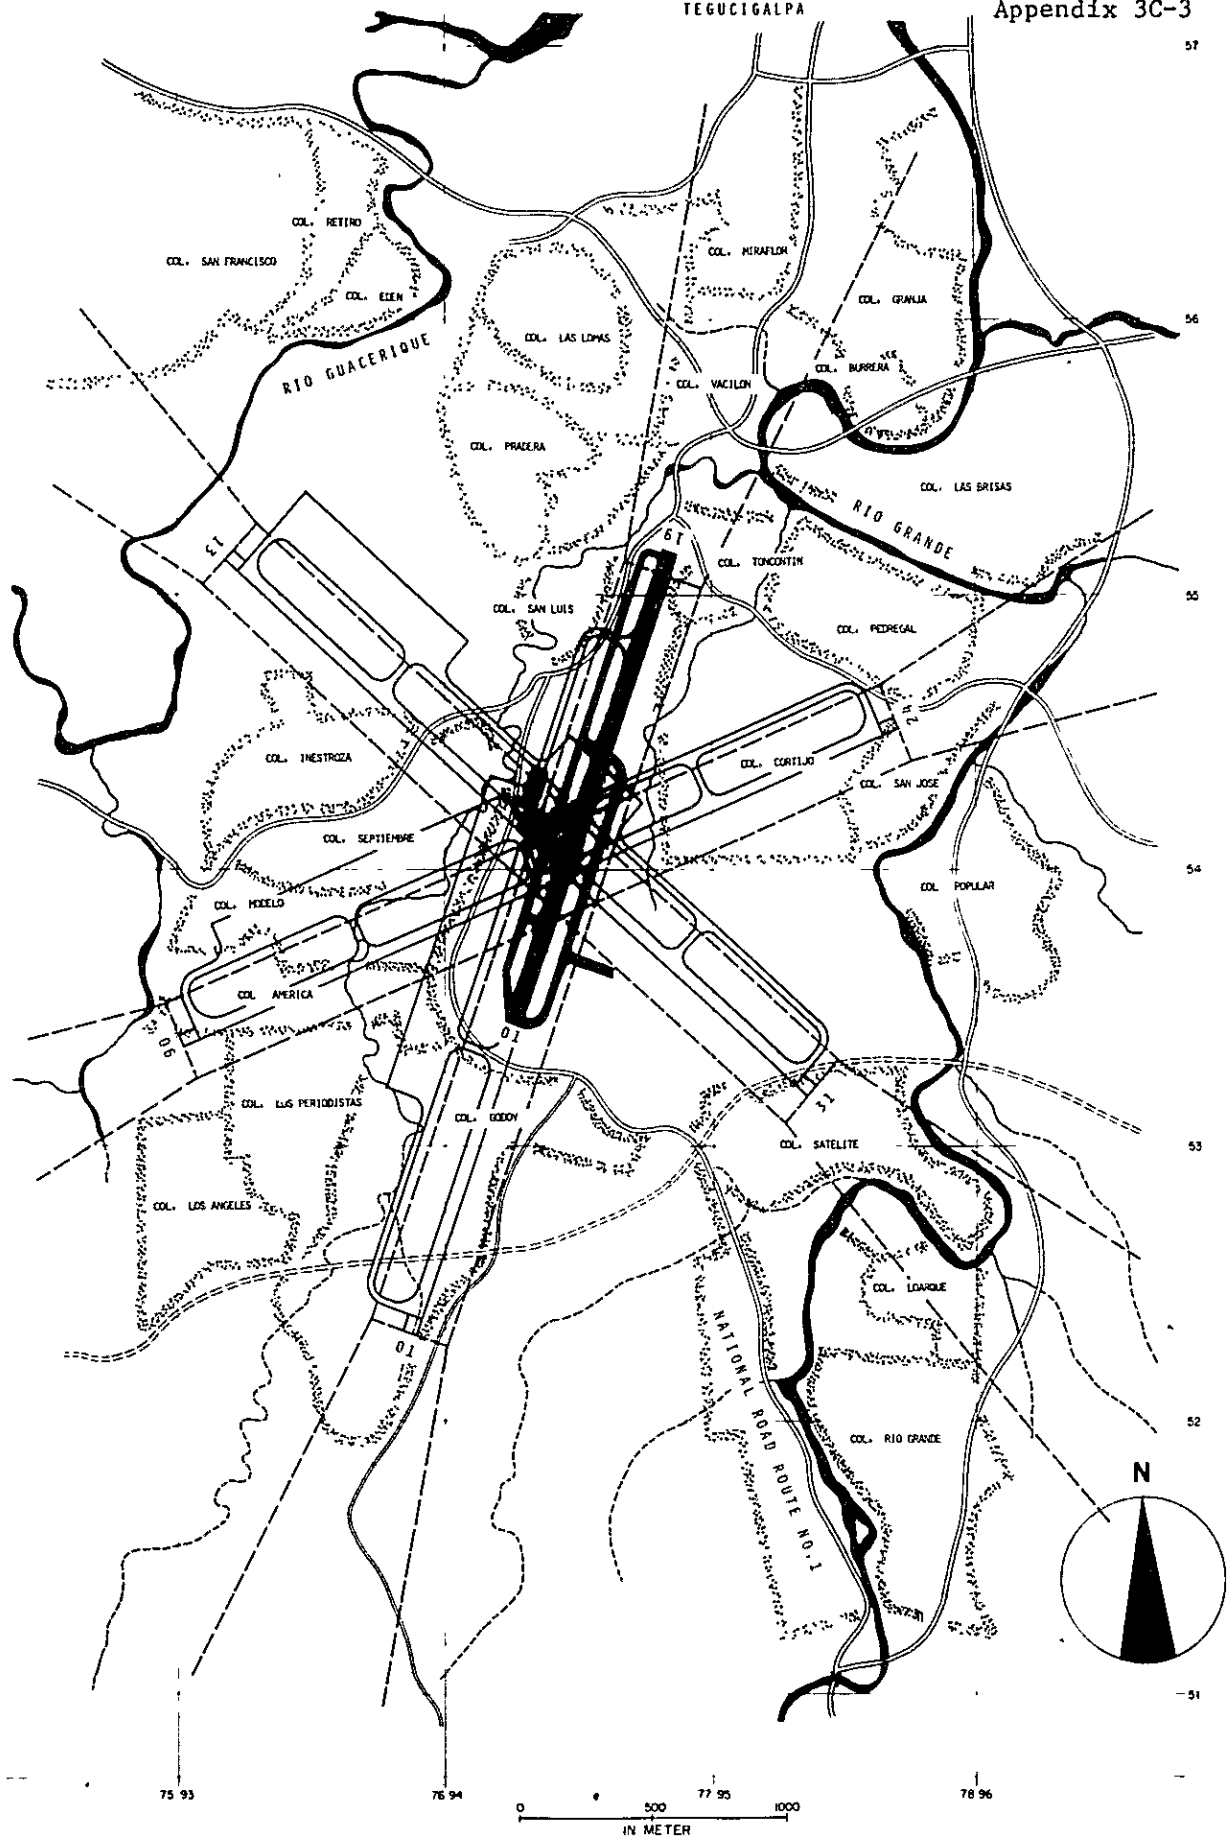 TEGUCIGALPA
Appendix 3C-3
57
COL. RETIRO
COL. SAN FRANCISCO
COL. EDEN
COL. MIRAFLOR
COL. GRANJA
56
COL. LAS LOMAS
RIO GUACERIQUE
COL. VACILON
COL. BURRERA
COL. PRADERA
COL. LAS BRISAS
RIO GRANDE
13
19
COL. TONCONTIN
55
COL. SAN LUIS
COL. PEDREGAL
24
COL. INESTROZA
COL. CORTIJO
COL. SAN JOSE
COL. SEPTIEMBRE
54
COL. POPULAR
COL. MODELO
COL. AMERICA
06
01
31
COL. LOS PERIODISTAS
COL. GODOY
COL. SATELITE
53
COL. LOS ANGELES
COL. LOARQUE
01
NATIONAL ROAD ROUTE NO.1
52
COL. RIO GRANDE
N
51
75 93
76 94
77 95
78 96
0 500 1000
IN METER